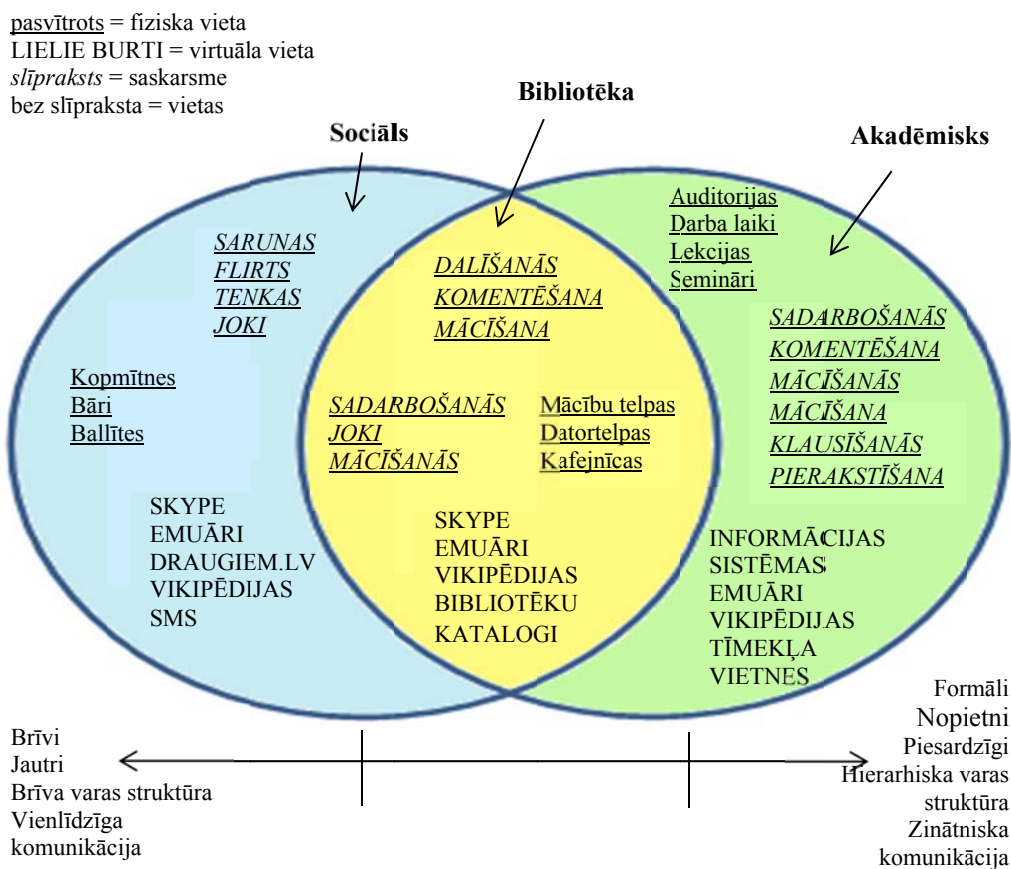 pasvītrots = fiziska vieta
LIELIE BURTI = virtuāla vieta
slīpraksts = saskarsme
bez slīpraksta = vietas
Bibliotēka
Sociāls
Akadēmisks
SARUNAS
FLIRTS
TENKAS
JOKI
Kopmītnes
Bāri
Ballītes
SKYPE
EMUĀRI
DRAUGIEM.LV
VIKIPĒDIJAS
SMS
DALĪŠANĀS
KOMENTĒŠANA
MĀCĪŠANA
SADARBOŠANĀS
JOKI
MĀCĪŠANĀS
Mācību telpas
Datortelpas
Kafejnīcas
SKYPE
EMUĀRI
VIKIPĒDIJAS
BIBLIOTĒKU
KATALOGI
Auditorijas
Darba laiki
Lekcijas
Semināri
SADARBOŠANĀS
KOMENTĒŠANA
MĀCĪŠANĀS
MĀCĪŠANA
KLAUSĪŠANĀS
PIERAKSTĪŠANA
INFORMĀCIJAS
SISTĒMAS
EMUĀRI
VIKIPĒDIJAS
TĪMEKĻA
VIETNES
Brīvi
Jautri
Brīva varas struktūra
Vienlīdzīga
komunikācija
Formāli
Nopietni
Piesardzīgi
Hierarhiska varas
struktūra
Zinātniska
komunikācija